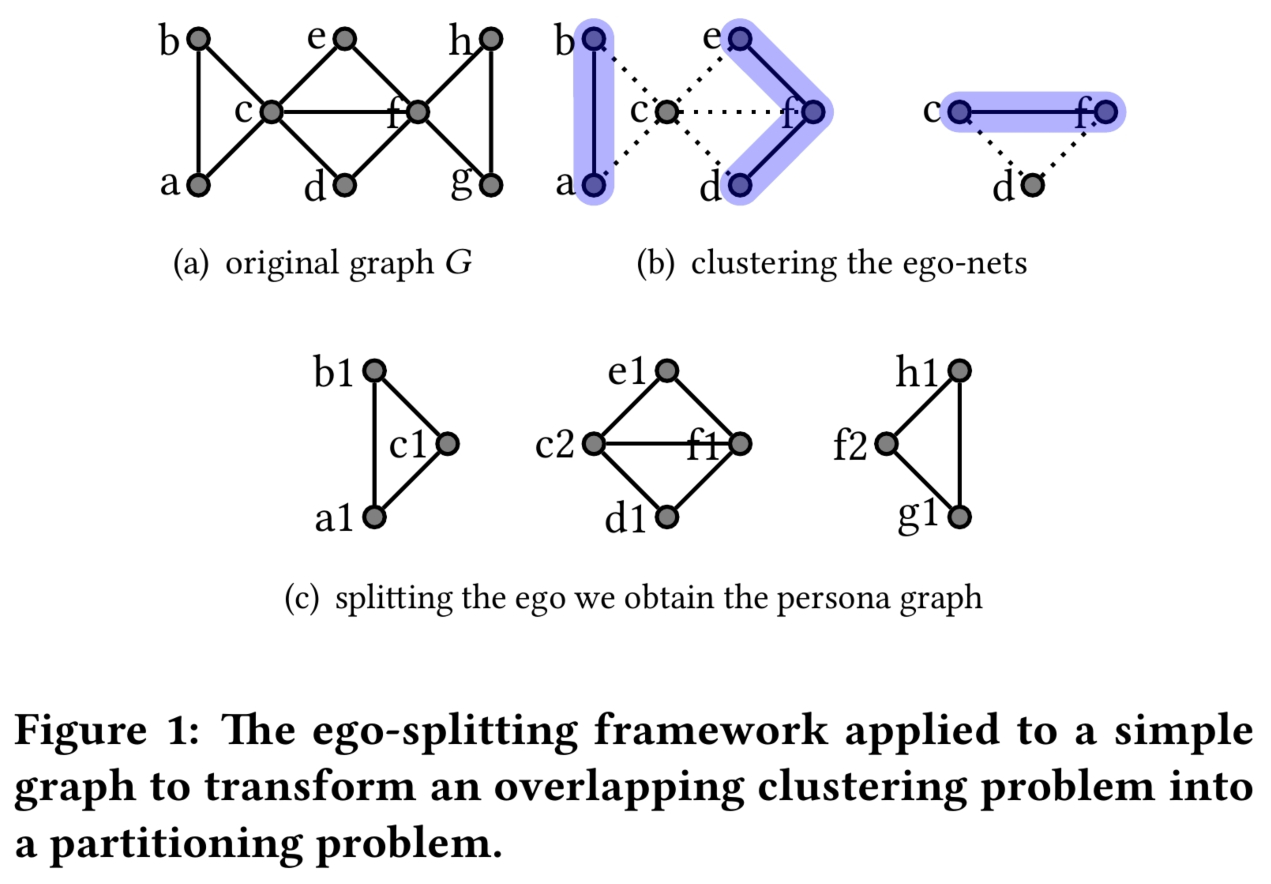 b e h b e
c f c f c f
a d g a d d
(a) original graph G (b) clustering the ego-nets
b1 e1 h1
c1 c2 f1 f2
a1 d1 g1
(c) splitting the ego we obtain the persona graph
Figure 1: The ego-splitting framework applied to a simple
graph to transform an overlapping clustering problem into
a partitioning problem.